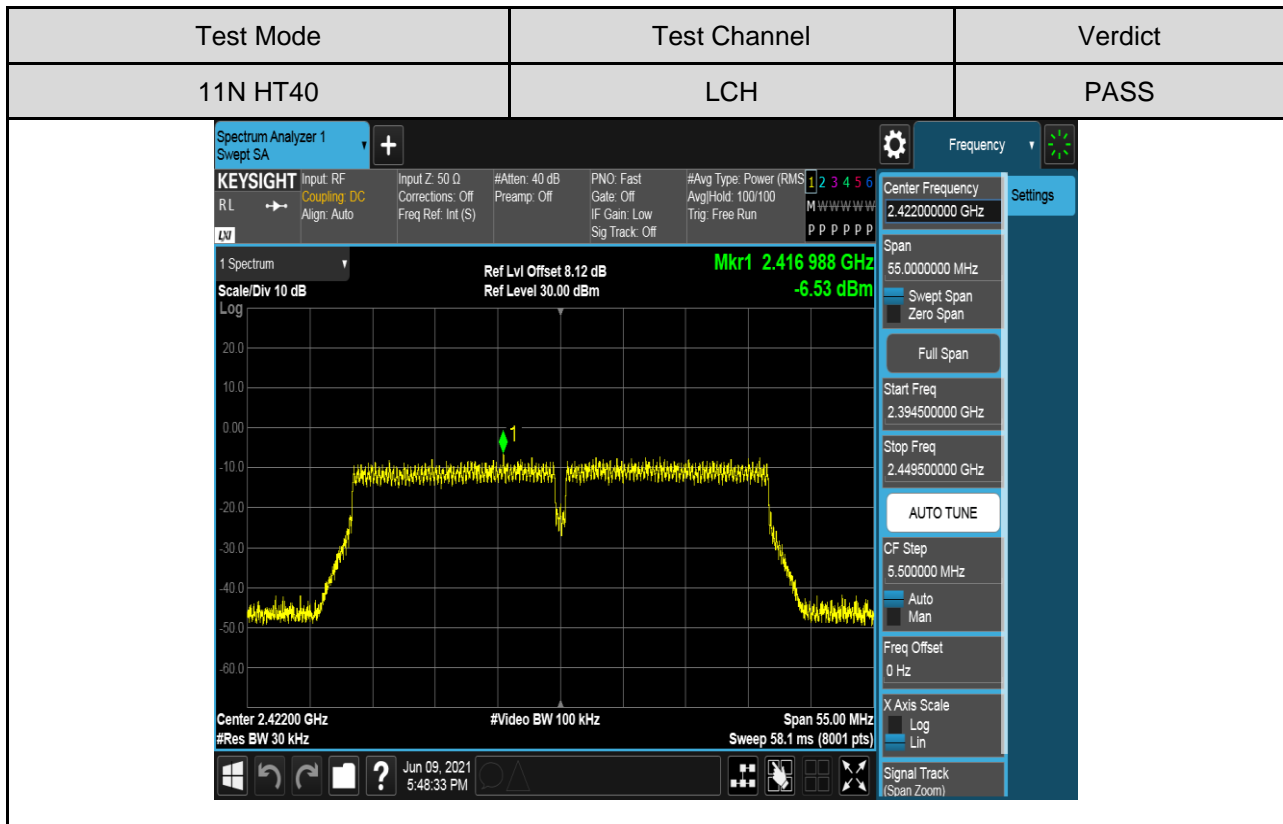 Test Mode Test Channel Verdict
11N HT40 LCH PASS
Spectrum Analyzer 1
Swept SA
+
Frequency
KEYSIGHT
RL
LXI
Input: RF
Coupling: DC
Align: Auto
Input Z: 50 Ω
Corrections: Off
Freq Ref: Int (S)
#Atten: 40 dB
Preamp: Off
PNO: Fast
Gate: Off
IF Gain: Low
Sig Track: Off
#Avg Type: Power (RMS
Avg|Hold: 100/100
Trig: Free Run
1 2 3 4 5 6
M W W W W W
P P P P P P
1 Spectrum
Scale/Div 10 dB
Log
Ref Lvl Offset 8.12 dB
Ref Level 30.00 dBm
Mkr1 2.416 988 GHz
-6.53 dBm
20.0
10.0
0.00
-10.0
-20.0
-30.0
-40.0
-50.0
-60.0
1
Center 2.42200 GHz
#Res BW 30 kHz
#Video BW 100 kHz
Span 55.00 MHz
Sweep 58.1 ms (8001 pts)
Center Frequency
2.422000000 GHz
Settings
Span
55.0000000 MHz
Swept Span
Zero Span
Full Span
Start Freq
2.394500000 GHz
Stop Freq
2.449500000 GHz
AUTO TUNE
CF Step
5.500000 MHz
Auto
Man
Freq Offset
0 Hz
X Axis Scale
Log
Lin
Signal Track
(Span Zoom)
?
Jun 09, 2021
5:48:33 PM